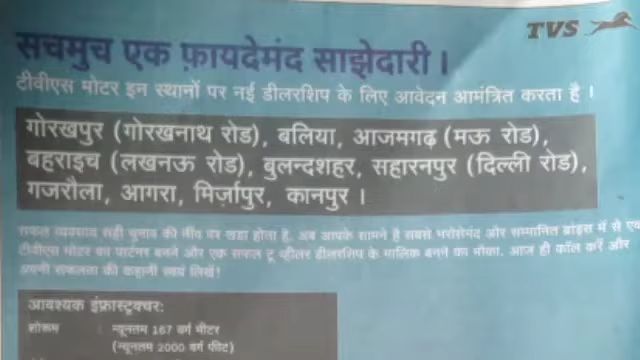 TVS
सचमुच एक फ़ायदेमंद साझेदारी।
टीवीएस मोटर इन स्थानों पर नई डीलरशिप के लिए आवेदन आमंत्रित करता है।
गोरखपुर (गोरखनाथ रोड), बलिया, आजमगढ़ (मऊ रोड),
बहराइच (लखनऊ रोड), बुलन्दशहर, सहारनपुर (दिल्ली रोड),
गजरौला, आगरा, मिर्ज़ापुर, कानपुर।
सफल व्यवसाय सही चुनाव की नींव पर खड़ा होता है. अब आपके सामने है सबसे भरोसेमंद और सम्मानित ब्रांड्स में से एक
टीवीएस मोटर का पार्टनर बनने और एक सफल टू व्हीलर डीलरशिप के मालिक बनने का मौका. आज ही कॉल करें और
अपनी सफलता की कहानी स्वयं लिखें!
आवश्यक इंफ्रास्ट्रक्चर:
शोरूम : न्यूनतम 167 वर्ग मीटर
(न्यूनतम 2000 वर्ग फीट)